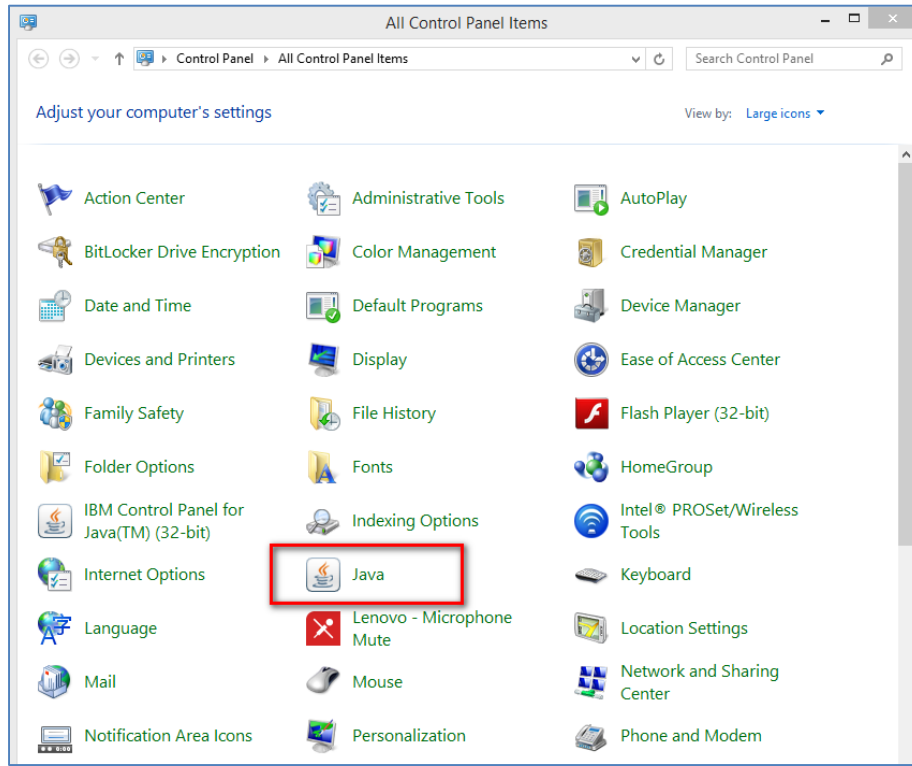 All Control Panel Items
Control Panel All Control Panel Items
Search Control Panel
Adjust your computer's settings
View by: Large icons
Action Center
Administrative Tools
AutoPlay
BitLocker Drive Encryption
Color Management
Credential Manager
Date and Time
Default Programs
Device Manager
Devices and Printers
Display
Ease of Access Center
Family Safety
File History
Flash Player (32-bit)
Folder Options
Fonts
HomeGroup
IBM Control Panel for
Java(TM) (32-bit)
Indexing Options
Intel® PROSet/Wireless
Tools
Internet Options
Java
Keyboard
Language
Lenovo - Microphone
Mute
Location Settings
Mail
Mouse
Network and Sharing
Center
Notification Area Icons
Personalization
Phone and Modem